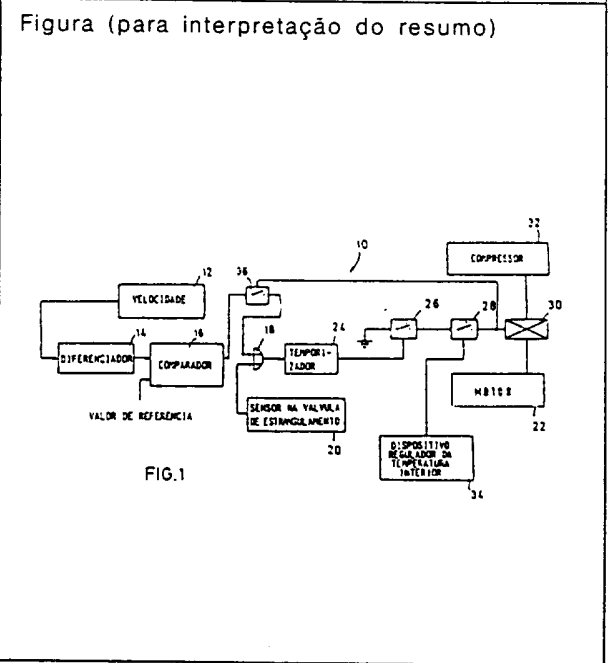 Figura (para interpretação do resumo)
32
COMPRESSOR
10
12
36
VELOCIDADE
26
28
30
14
16
18
24
DIFERENCIADOR
COMPARADOR
TEMPORI-
ZADOR
MOTOR
22
VALOR DE REFERÊNCIA
SENSOR NA VALVULA
DE ESTRANGULAMENTO
20
DISPOSITIVO
REGULADOR DA
TEMPERATURA
INTERIOR
34
FIG.1